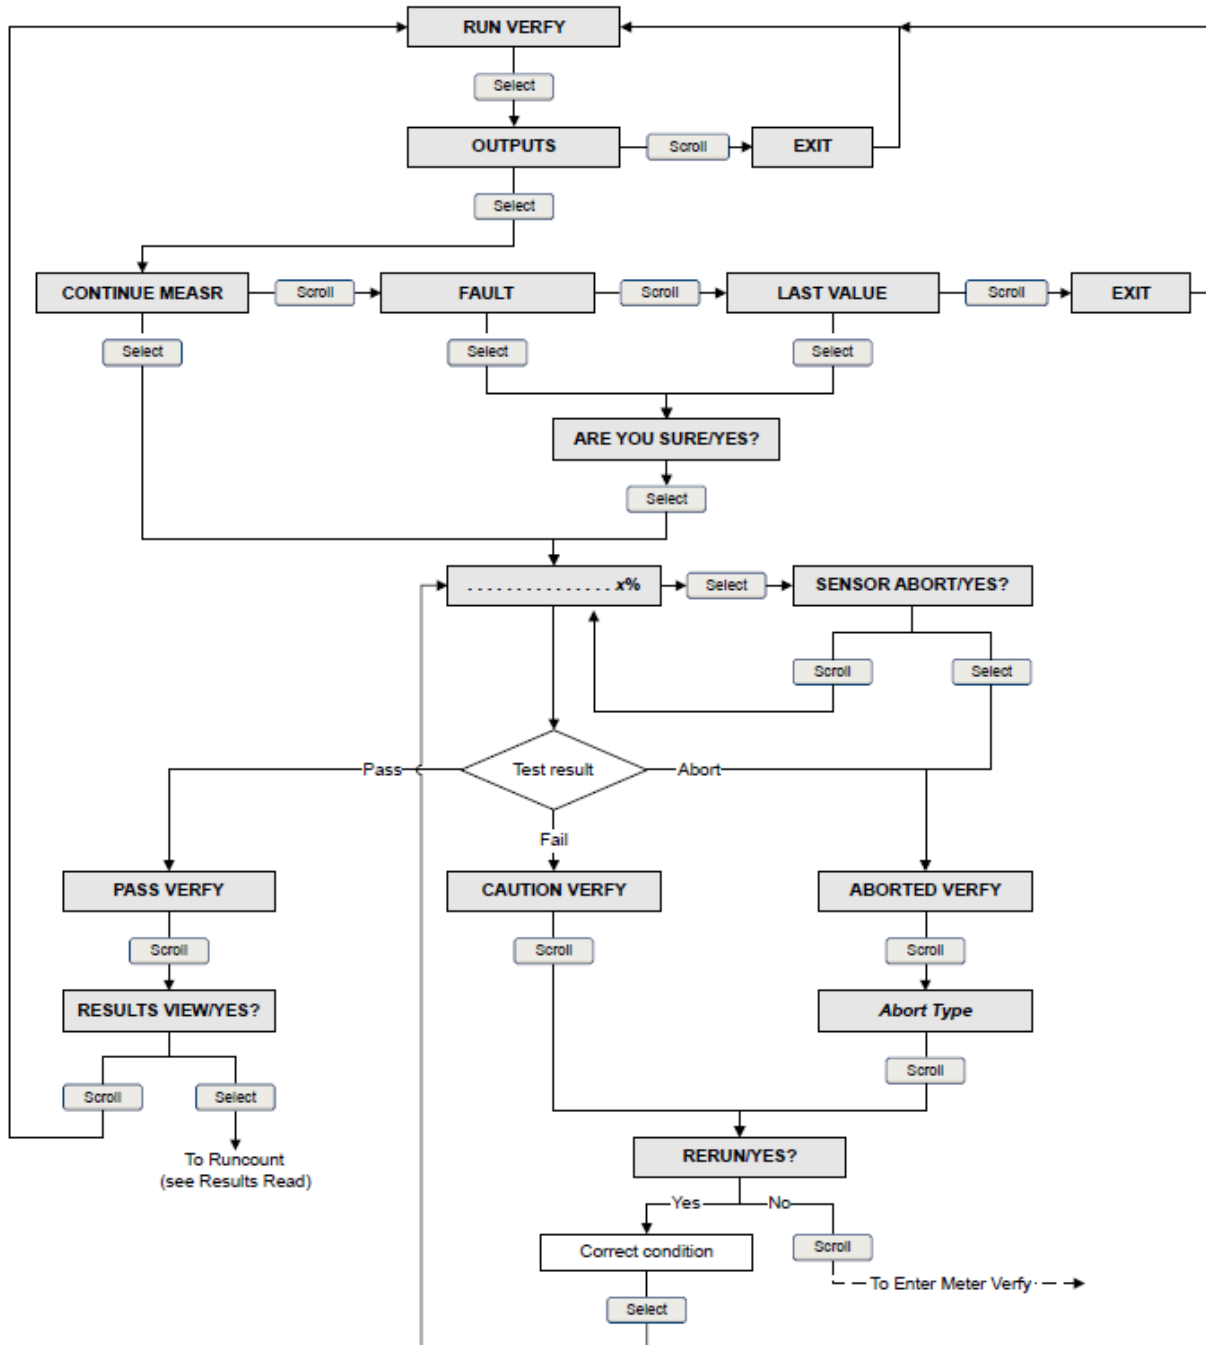 RUN VERFY
Select
OUTPUTS
Scroll
EXIT
Select
CONTINUE MEASR
Scroll
FAULT
Scroll
LAST VALUE
Scroll
EXIT
Select
Select
Select
ARE YOU SURE/YES?
Select
. . . . . . . . . . . . . . . x%
Select
SENSOR ABORT/YES?
Scroll
Select
Pass
Test result
Abort
Fail
PASS VERFY
CAUTION VERFY
ABORTED VERFY
Scroll
Scroll
Scroll
RESULTS VIEW/YES?
Abort Type
Scroll
Scroll
Select
To Runcount
(see Results Read)
RERUN/YES?
Yes
No
Correct condition
Scroll
To Enter Meter Verfy
Select